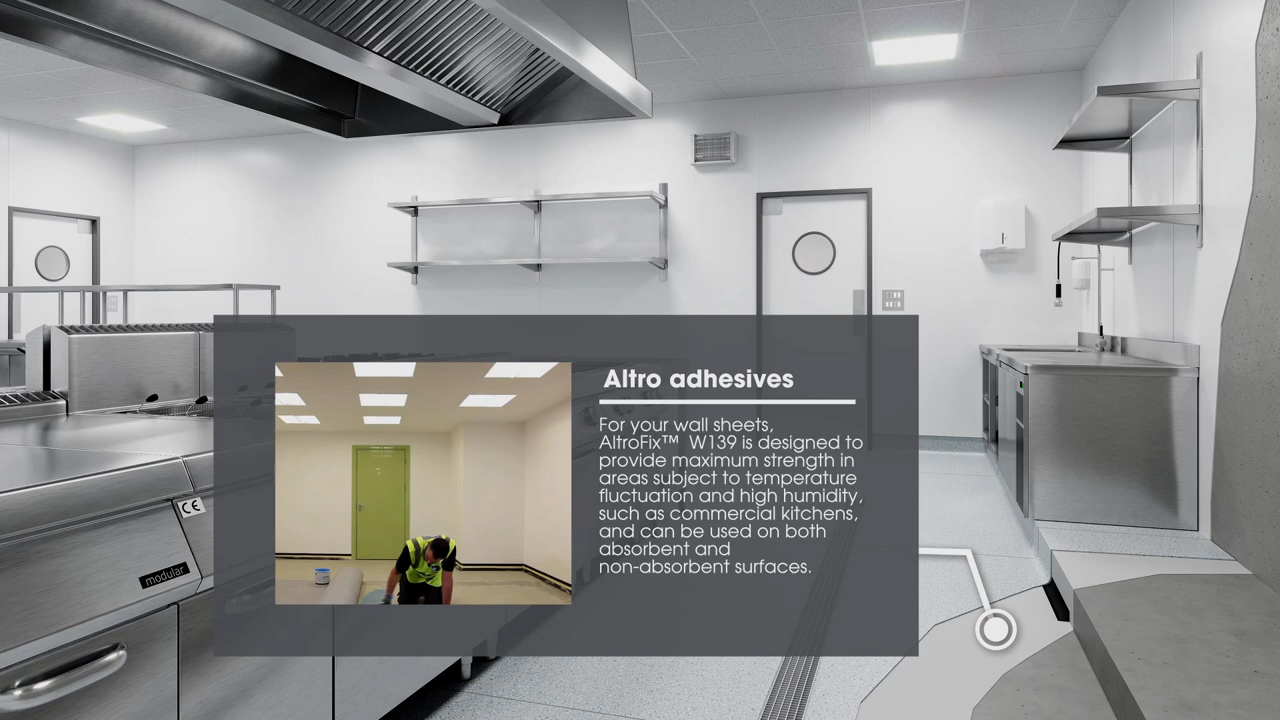 Altro adhesives
For your wall sheets,
AltroFix™ W139 is designed to
provide maximum strength in
areas subject to temperature
fluctuation and high humidity,
such as commercial kitchens,
and can be used on both
absorbent and
non-absorbent surfaces.
CE
modular